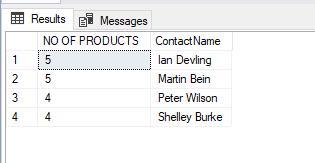 Results Messages
NO OF PRODUCTS ContactName
1 5 Ian Devling
2 5 Martin Bein
3 4 Peter Wilson
4 4 Shelley Burke